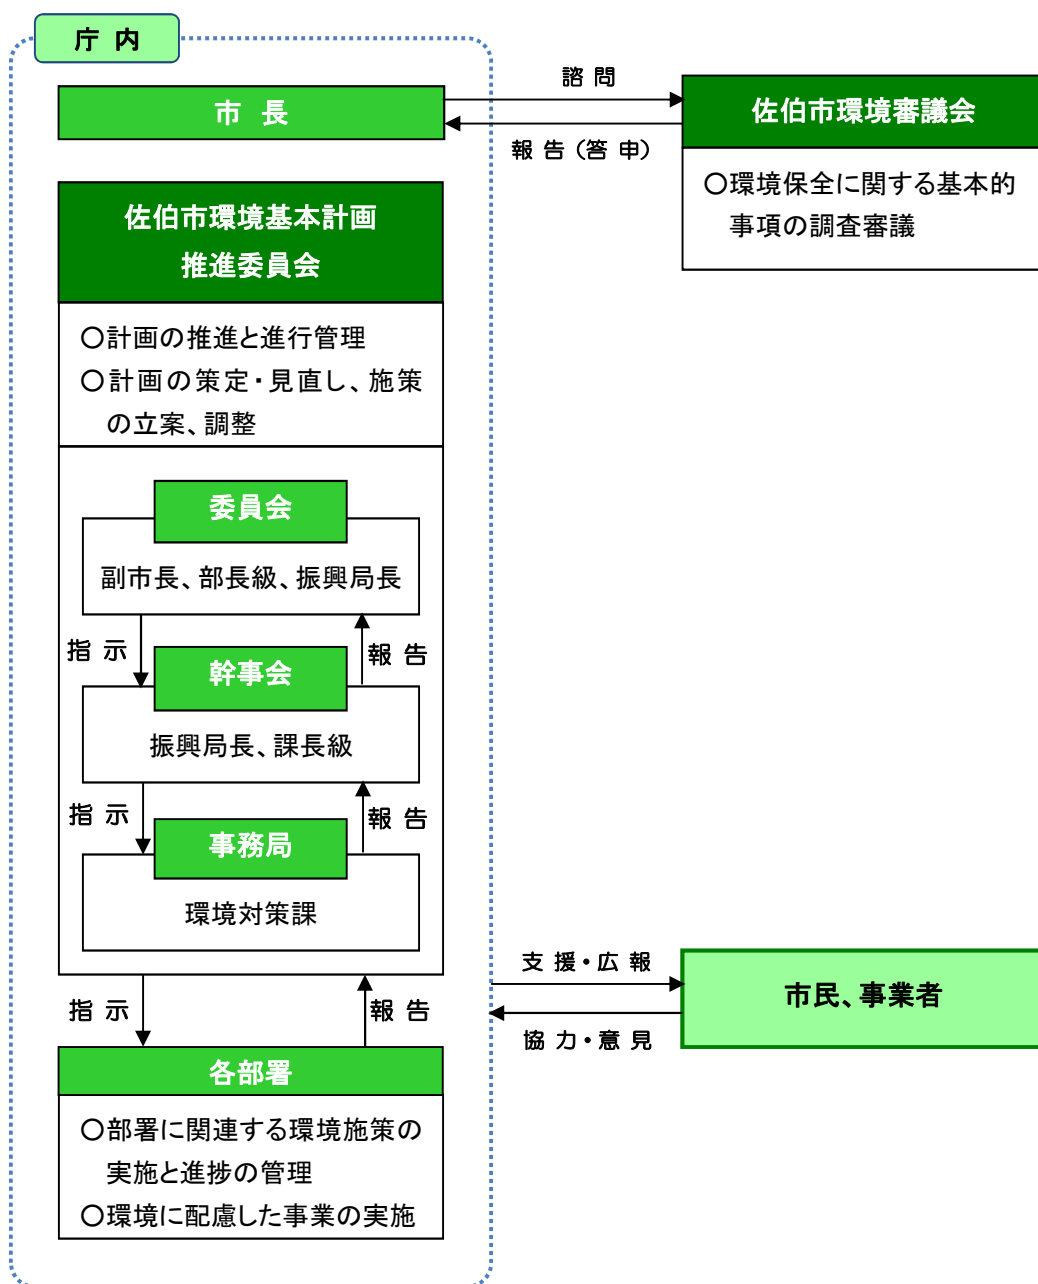 庁 内
市 長
諮 問
報 告 （答 申）
佐伯市環境審議会
〇環境保全に関する基本的
事項の調査審議
佐伯市環境基本計画
推進委員会
〇計画の推進と進行管理
〇計画の策定・見直し、施策
の立案、調整
委員会
副市長、部長級、振興局長
指 示
報 告
幹事会
振興局長、課長級
指 示
報 告
事務局
環境対策課
支 援・広 報
協 力・意 見
市民、事業者
指 示
報 告
各部署
〇部署に関連する環境施策の
実施と進捗の管理
〇環境に配慮した事業の実施